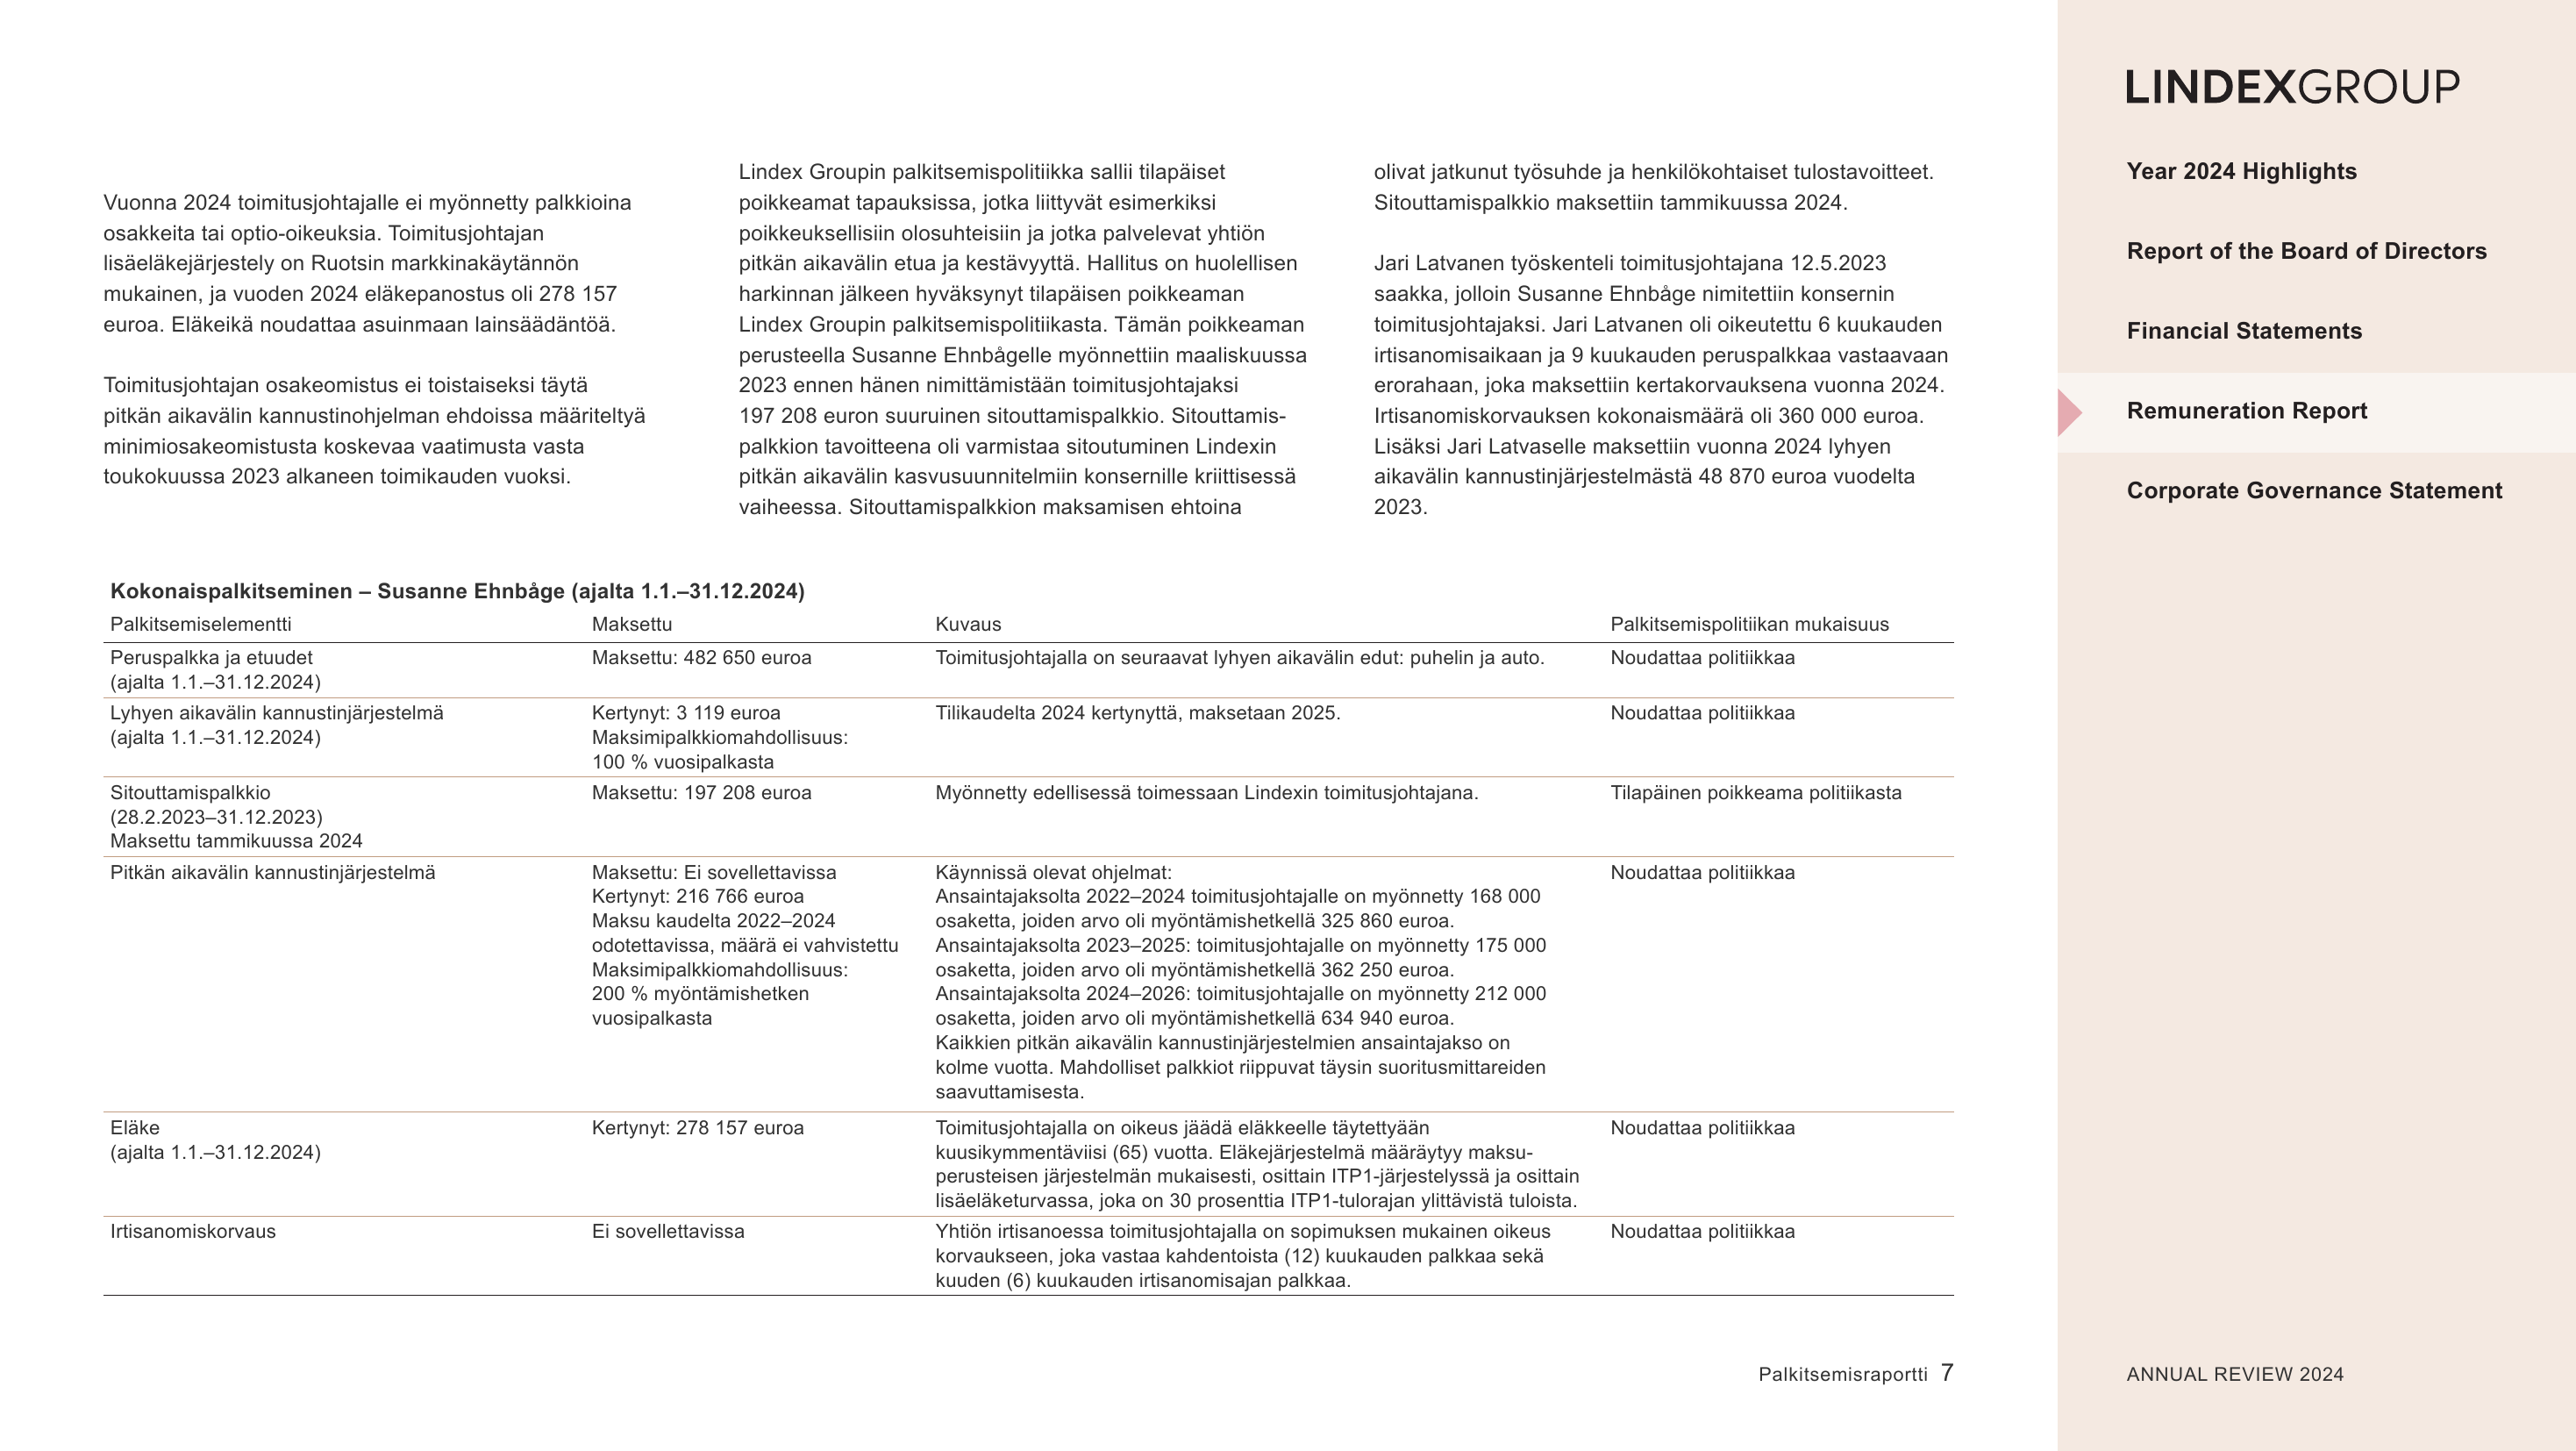 Vuonna 2024 toimitusjohtajalle ei myönnetty palkkioina
osakkeita tai optio-oikeuksia. Toimitusjohtajan
lisäeläkejärjestely on Ruotsin markkinakäytännön
mukainen, ja vuoden 2024 eläkepanostus oli 278 157
euroa. Eläkeikä noudattaa asuinmaan lainsäädäntöä.
Toimitusjohtajan osakeomistus ei toistaiseksi täytä
pitkän aikavälin kannustinohjelman ehdoissa määriteltyä
minimiosakeomistusta koskevaa vaatimusta vasta
toukokuussa 2023 alkaneen toimikauden vuoksi.
Lindex Groupin palkitsemispolitiikka sallii tilapäiset
poikkeamat tapauksissa, jotka liittyvät esimerkiksi
poikkeuksellisiin olosuhteisiin ja jotka palvelevat yhtiön
pitkän aikavälin etua ja kestävyyttä. Hallitus on huolellisen
harkinnan jälkeen hyväksynyt tilapäisen poikkeaman
Lindex Groupin palkitsemispolitiikasta. Tämän poikkeaman
perusteella Susanne Ehnbågelle myönnettiin maaliskuussa
2023 ennen hänen nimittämistään toimitusjohtajaksi
197 208 euron suuruinen sitouttamispalkkio. Sitouttamis-
palkkion tavoitteena oli varmistaa sitoutuminen Lindexin
pitkän aikavälin kasvusuunnitelmiin konsernille kriittisessä
vaiheessa. Sitouttamispalkkion maksamisen ehtoina
olivat jatkunut työsuhde ja henkilökohtaiset tulostavoitteet.
Sitouttamispalkkio maksettiin tammikuussa 2024.
Jari Latvanen työskenteli toimitusjohtajana 12.5.2023
saakka, jolloin Susanne Ehnbåge nimitettiin konsernin
toimitusjohtajaksi. Jari Latvanen oli oikeutettu 6 kuukauden
irtisanomisaikaan ja 9 kuukauden peruspalkkaa vastaavaan
erorahaan, joka maksettiin kertakorvauksena vuonna 2024.
Irtisanomiskorvauksen kokonaismäärä oli 360 000 euroa.
Lisäksi Jari Latvaselle maksettiin vuonna 2024 lyhyen
aikavälin kannustinjärjestelmästä 48 870 euroa vuodelta
2023.
Kokonaispalkitseminen – Susanne Ehnbåge (ajalta 1.1.–31.12.2024)
Palkitsemiselementti Maksettu Kuvaus Palkitsemispolitiikan mukaisuus
Peruspalkka ja etuudet
(ajalta 1.1.–31.12.2024)
Maksettu: 482 650 euroa
Toimitusjohtajalla on seuraavat lyhyen aikavälin edut: puhelin ja auto.
Noudattaa politiikkaa
Lyhyen aikavälin kannustinjärjestelmä
(ajalta 1.1.–31.12.2024)
Kertynyt: 3 119 euroa
Maksimipalkkiomahdollisuus:
100 % vuosipalkasta
Tilikaudelta 2024 kertynyttä, maksetaan 2025.
Noudattaa politiikkaa
Sitouttamispalkkio
(28.2.2023–31.12.2023)
Maksettu tammikuussa 2024
Maksettu: 197 208 euroa
Myönnetty edellisessä toimessaan Lindexin toimitusjohtajana.
Tilapäinen poikkeama politiikasta
Pitkän aikavälin kannustinjärjestelmä
Maksettu: Ei sovellettavissa
Kertynyt: 216 766 euroa
Maksu kaudelta 2022–2024
odotettavissa, määrä ei vahvistettu
Maksimipalkkiomahdollisuus:
200 % myöntämishetken
vuosipalkasta
Käynnissä olevat ohjelmat:
Ansaintajaksolta 2022–2024 toimitusjohtajalle on myönnetty 168 000
osaketta, joiden arvo oli myöntämishetkellä 325 860 euroa.
Ansaintajaksolta 2023–2025: toimitusjohtajalle on myönnetty 175 000
osaketta, joiden arvo oli myöntämishetkellä 362 250 euroa.
Ansaintajaksolta 2024–2026: toimitusjohtajalle on myönnetty 212 000
osaketta, joiden arvo oli myöntämishetkellä 634 940 euroa.
Kaikkien pitkän aikavälin kannustinjärjestelmien ansaintajakso on
kolme vuotta. Mahdolliset palkkiot riippuvat täysin suoritusmittareiden
saavuttamisesta.
Noudattaa politiikkaa
Eläke
(ajalta 1.1.–31.12.2024)
Kertynyt: 278 157 euroa
Toimitusjohtajalla on oikeus jäädä eläkkeelle täytettyään
kuusikymmentäviisi (65) vuotta. Eläkejärjestelmä määräytyy maksu-
perusteisen järjestelmän mukaisesti, osittain ITP1-järjestelyssä ja osittain
lisäeläketurvassa, joka on 30 prosenttia ITP1-tulorajan ylittävistä tuloista.
Noudattaa politiikkaa
Irtisanomiskorvaus
Ei sovellettavissa
Yhtiön irtisanoessa toimitusjohtajalla on sopimuksen mukainen oikeus
korvaukseen, joka vastaa kahdentoista (12) kuukauden palkkaa sekä
kuuden (6) kuukauden irtisanomisajan palkkaa.
Noudattaa politiikkaa
Palkitsemisraportti 7
LINDEXGROUP
Year 2024 Highlights
Report of the Board of Directors
Financial Statements
Remuneration Report
Corporate Governance Statement
ANNUAL REVIEW 2024